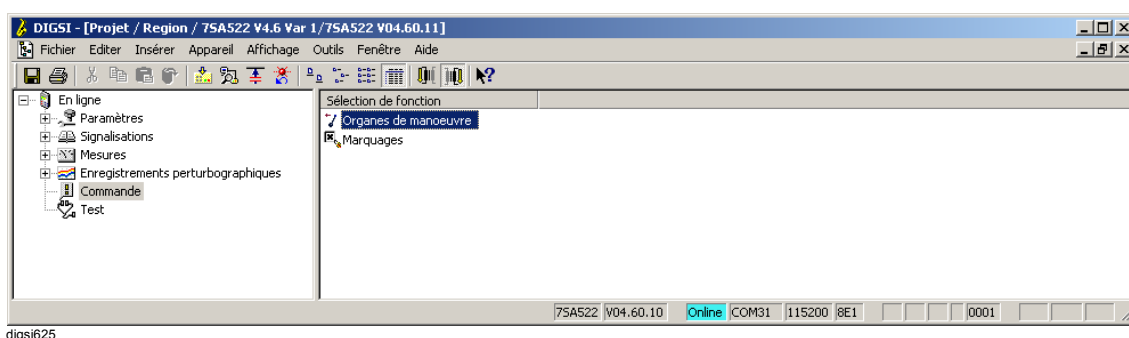 DIGSI - [Projet / Region / 7SA522 V4.6 Var 1/7SA522 V04.60.11]
Fichier Editer Insérer Appareil Affichage Outils Fenêtre Aide
En ligne
Paramètres
Signalisations
Mesures
Enregistrements perturbographiques
Commande
Test
Sélection de fonction
Organes de manoeuvre
Marquages
7SA522 V04.60.10 Online COM31 115200 8E1 0001
digsi625